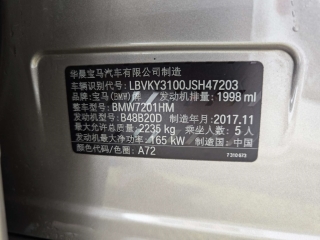 华晨宝马汽车有限公司制造
车辆识别代号: LBVKY3100JSH47203
品牌: 宝马(BMW)牌 发动机排量: 1998 ml
整车型号: BMW7201HM
发动机型号: B48B20D 制造年月: 2017.11
最大允许总质量: 2235 kg 乘坐人数: 5 人
发动机最大净功率: 165 kW 中国制造
颜色代码/色商: A72
7310973